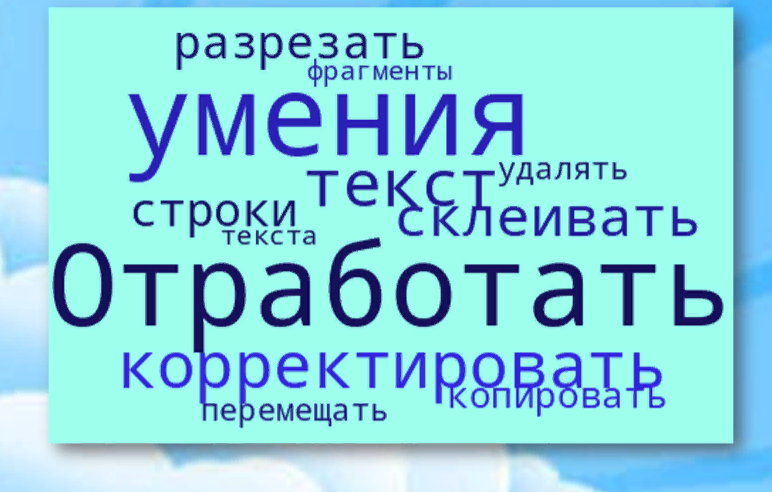 разрезать
фрагменты
умения
удалять
текст
строки
склеивать
текста
Отработать
корректировать
копировать
перемещать